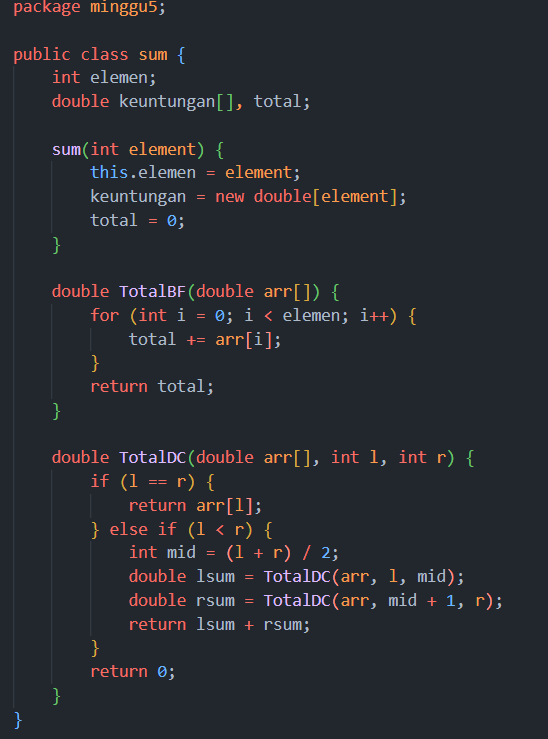 package minggu5;
public class sum {
int elemen;
double keuntungan[], total;
sum(int element) {
this.elemen = element;
keuntungan = new double[element];
total = 0;
}
double TotalBF(double arr[]) {
for (int i = 0; i < elemen; i++) {
total += arr[i];
}
return total;
}
double TotalDC(double arr[], int l, int r) {
if (l == r) {
return arr[l];
} else if (l < r) {
int mid = (l + r) / 2;
double lsum = TotalDC(arr, l, mid);
double rsum = TotalDC(arr, mid + 1, r);
return lsum + rsum;
}
return 0;
}
}